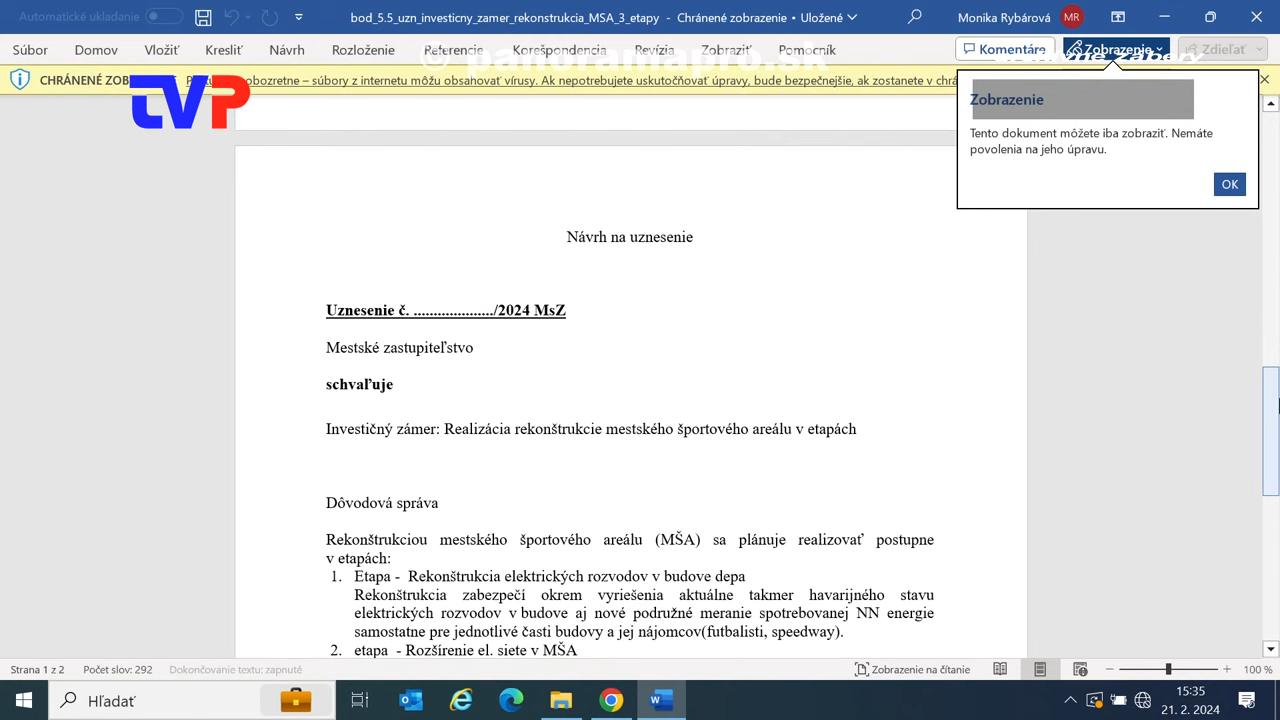 Automatické ukladanie
bod_5.5_uzn_investicny_zamer_rekonstrukcia_MSA_3_etapy - Chránené zobrazenie • Uložené
Monika Rybárová MR
Súbor Domov Vložiť Kresliť Návrh Rozloženie Referencie Korešpondencia Revízia Zobraziť Pomocník
Komentáre Zobrazenie Zdieľať
© panoramapro.sk
CHRÁNENÉ obozretne – súbory z internetu môžu obsahovať vírusy. Ak nepotrebujete uskutočňovať úpravy, bude bezpečnejšie, ak zostanete v
TVP
Zobrazenie
Tento dokument môžete iba zobraziť. Nemáte
povolenia na jeho úpravu.
OK
Návrh na uznesenie
Uznesenie č. ..................../2024 MsZ
Mestské zastupiteľstvo
schvaľuje
Investičný zámer: Realizácia rekonštrukcie mestského športového areálu v etapách
Dôvodová správa
Rekonštrukciou mestského športového areálu (MŠA) sa plánuje realizovať postupne
v etapách:
1. Etapa - Rekonštrukcia elektrických rozvodov v budove depa
Rekonštrukcia zabezpečí okrem vyriešenia aktuálne takmer havarijného stavu
elektrických rozvodov v budove aj nové podružné meranie spotrebovanej NN energie
samostatne pre jednotlivé časti budovy a jej nájomcov(futbalisti, speedway).
2. etapa - Rozšírenie el. siete v MŠA
Strana 1 z 2 Počet slov: 292 Dokončovanie textu: zapnuté Zobrazenie na čítanie 100 %
Hľadať
15:35
21. 2. 2024